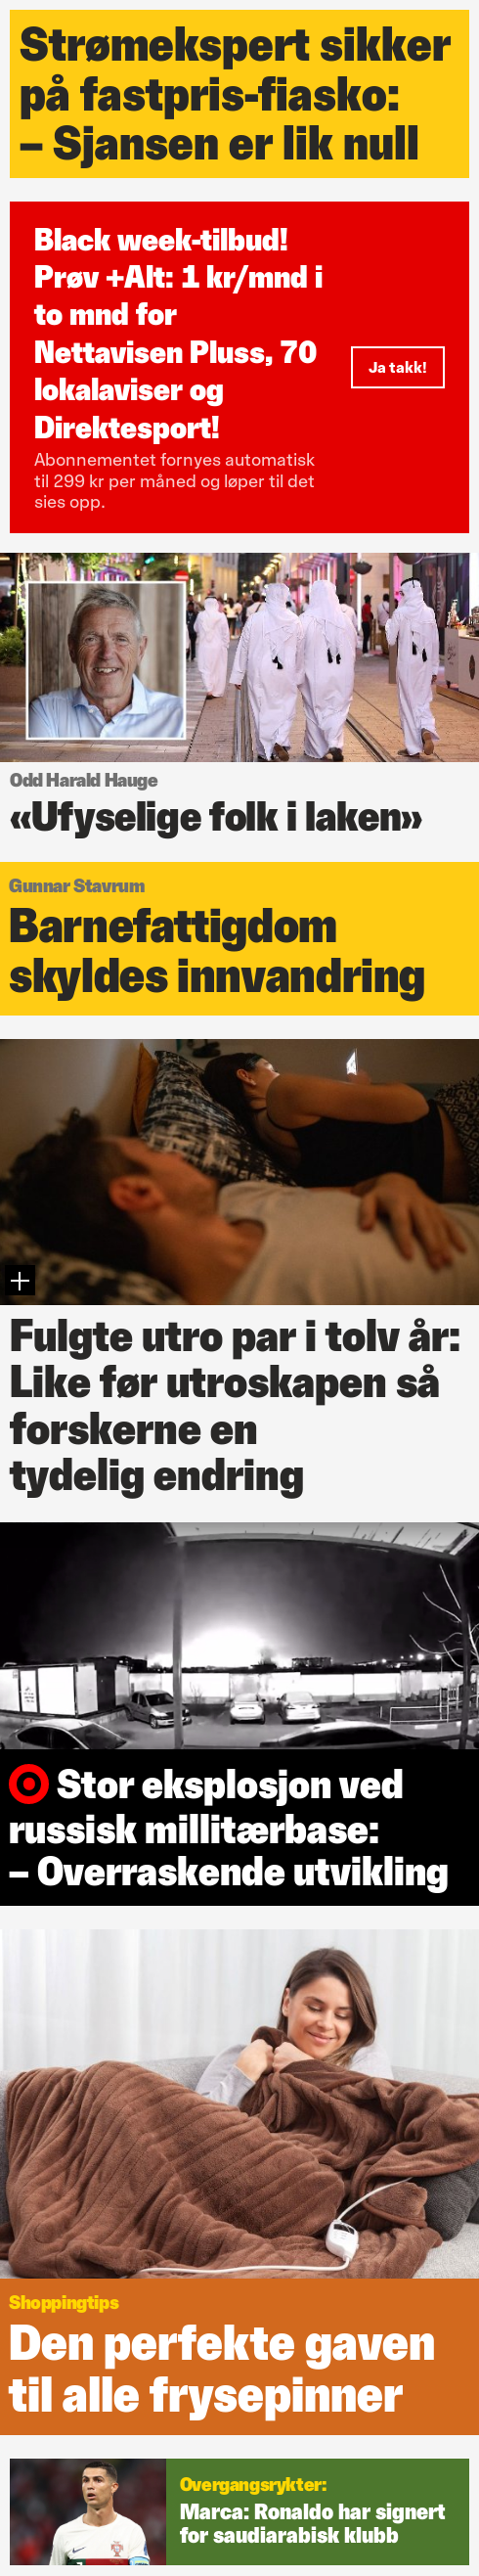 Strømekspert sikker
på fastpris-fiasko:
– Sjansen er lik null
Black week-tilbud!
Prøv +Alt: 1 kr/mnd i
to mnd for
Nettavisen Pluss, 70
lokalaviser og
Direktesport!
Ja takk!
Abonnementet fornyes automatisk
til 299 kr per måned og løper til det
sies opp.
Odd Harald Hauge
«Ufyselige folk i laken»
Gunnar Stavrum
Barnefattigdom
skyldes innvandring
Fulgte utro par i tolv år:
Like før utroskapen så
forskerne en
tydelig endring
Stor eksplosjon ved
russisk millitærbase:
– Overraskende utvikling
Shoppingtips
Den perfekte gaven
til alle frysepinner
Overgangsrykter:
Marca: Ronaldo har signert
for saudiarabisk klubb